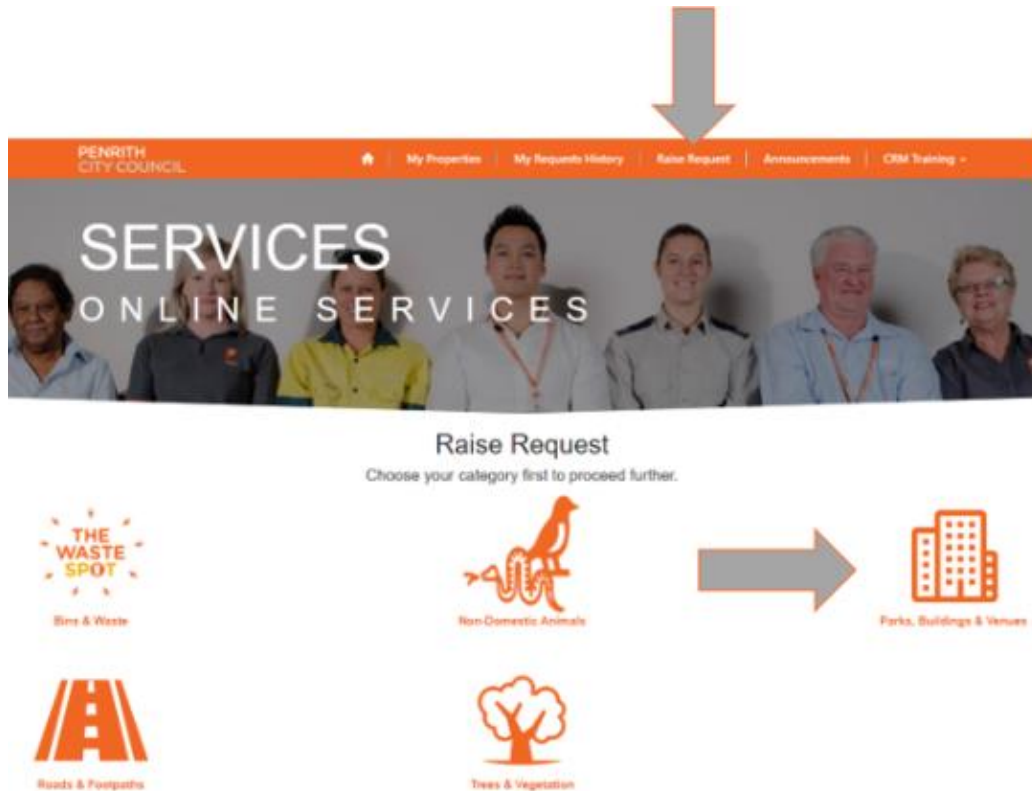 PENRITH
CITY COUNCIL
My Properties
My Requests History
Raise Request
Announcements
CRM Training
SERVICES
ONLINE SERVICES
Raise Request
Choose your category first to proceed further.
THE
WASTE
SPOT
Bins & Waste
Non-Domestic Animals
Parks, Buildings & Venues
Roads & Footpaths
Trees & Vegetation